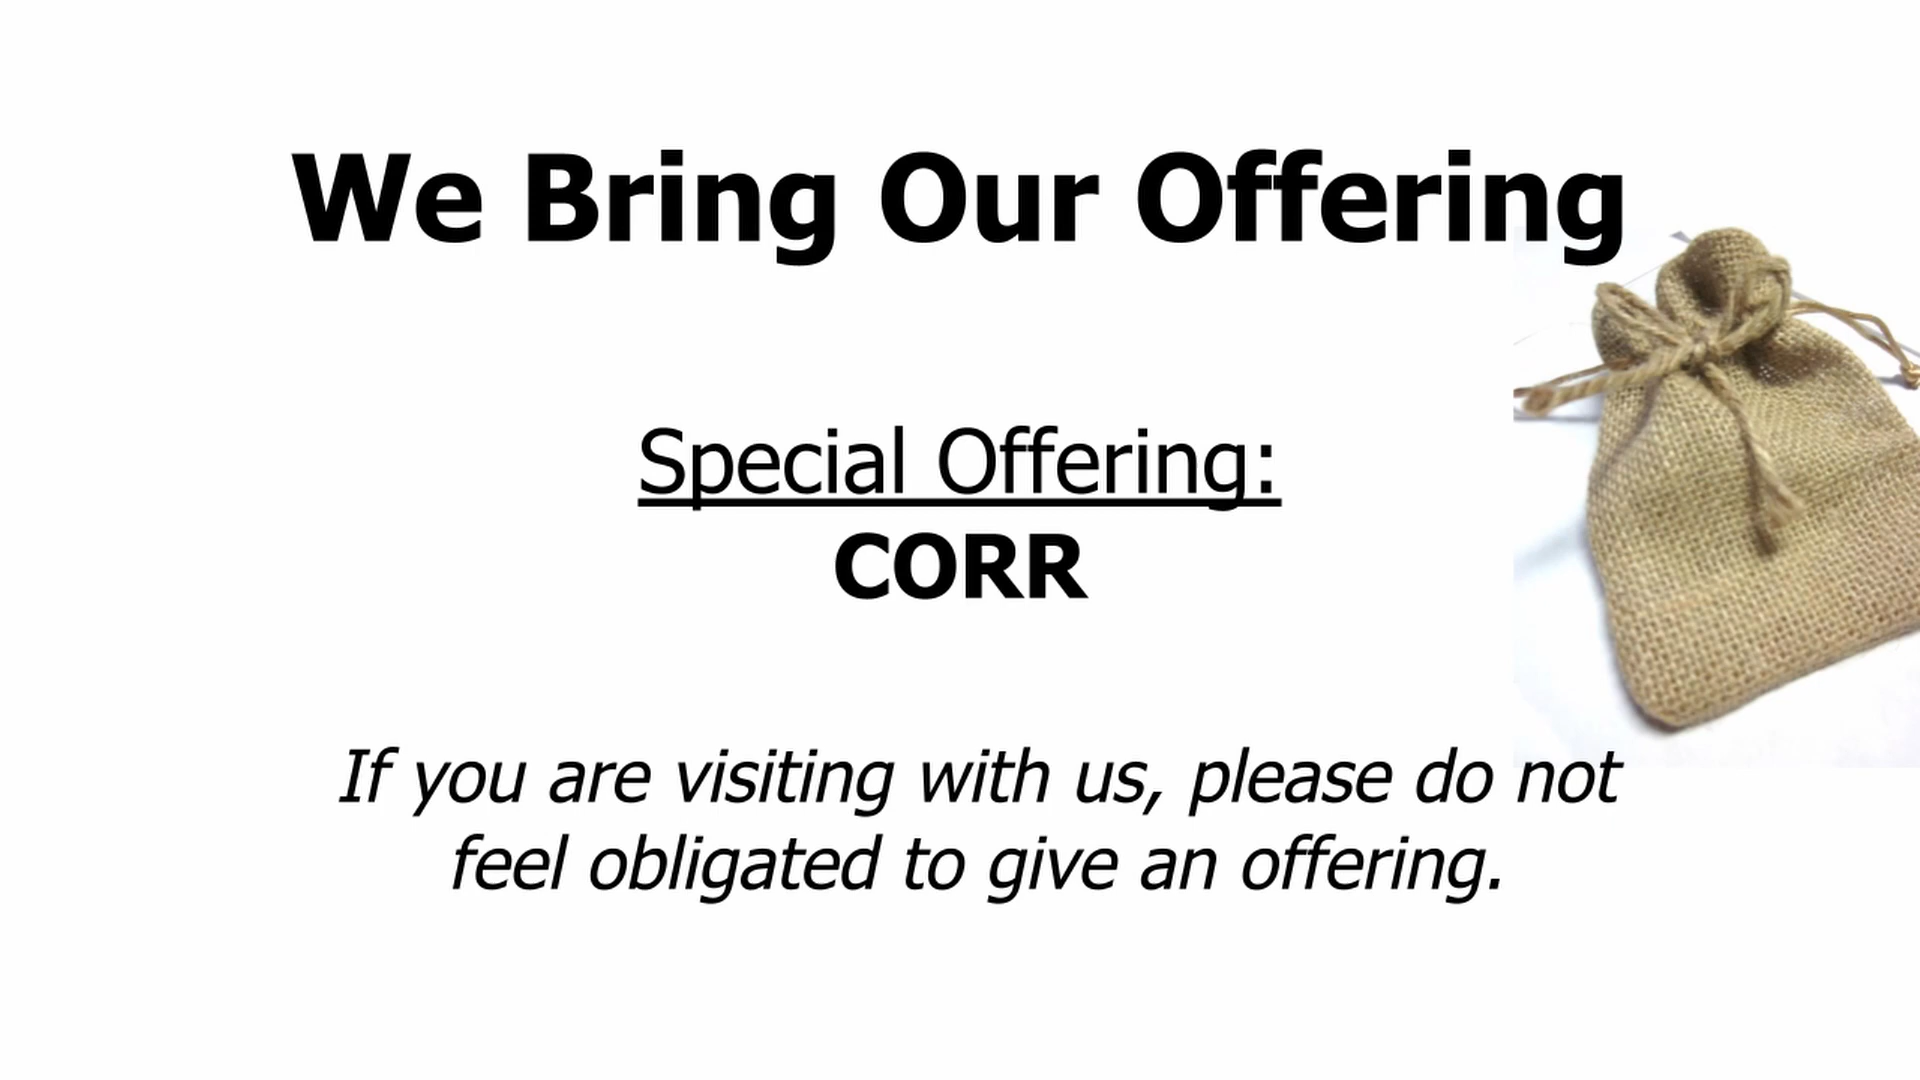 We Bring Our Offering
Special Offering:
CORR
If you are visiting with us, please do not
feel obligated to give an offering.